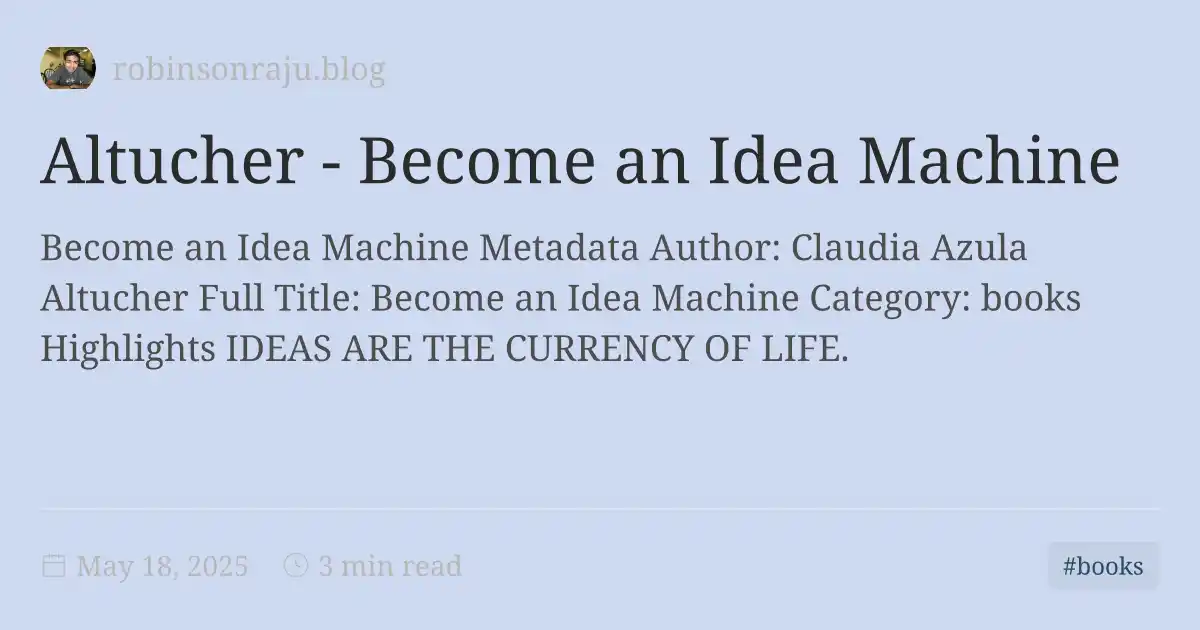 robinsonraju.blog
Altucher - Become an Idea Machine
Become an Idea Machine Metadata Author: Claudia Azula
Altucher Full Title: Become an Idea Machine Category: books
Highlights IDEAS ARE THE CURRENCY OF LIFE.
May 18, 2025 3 min read #books